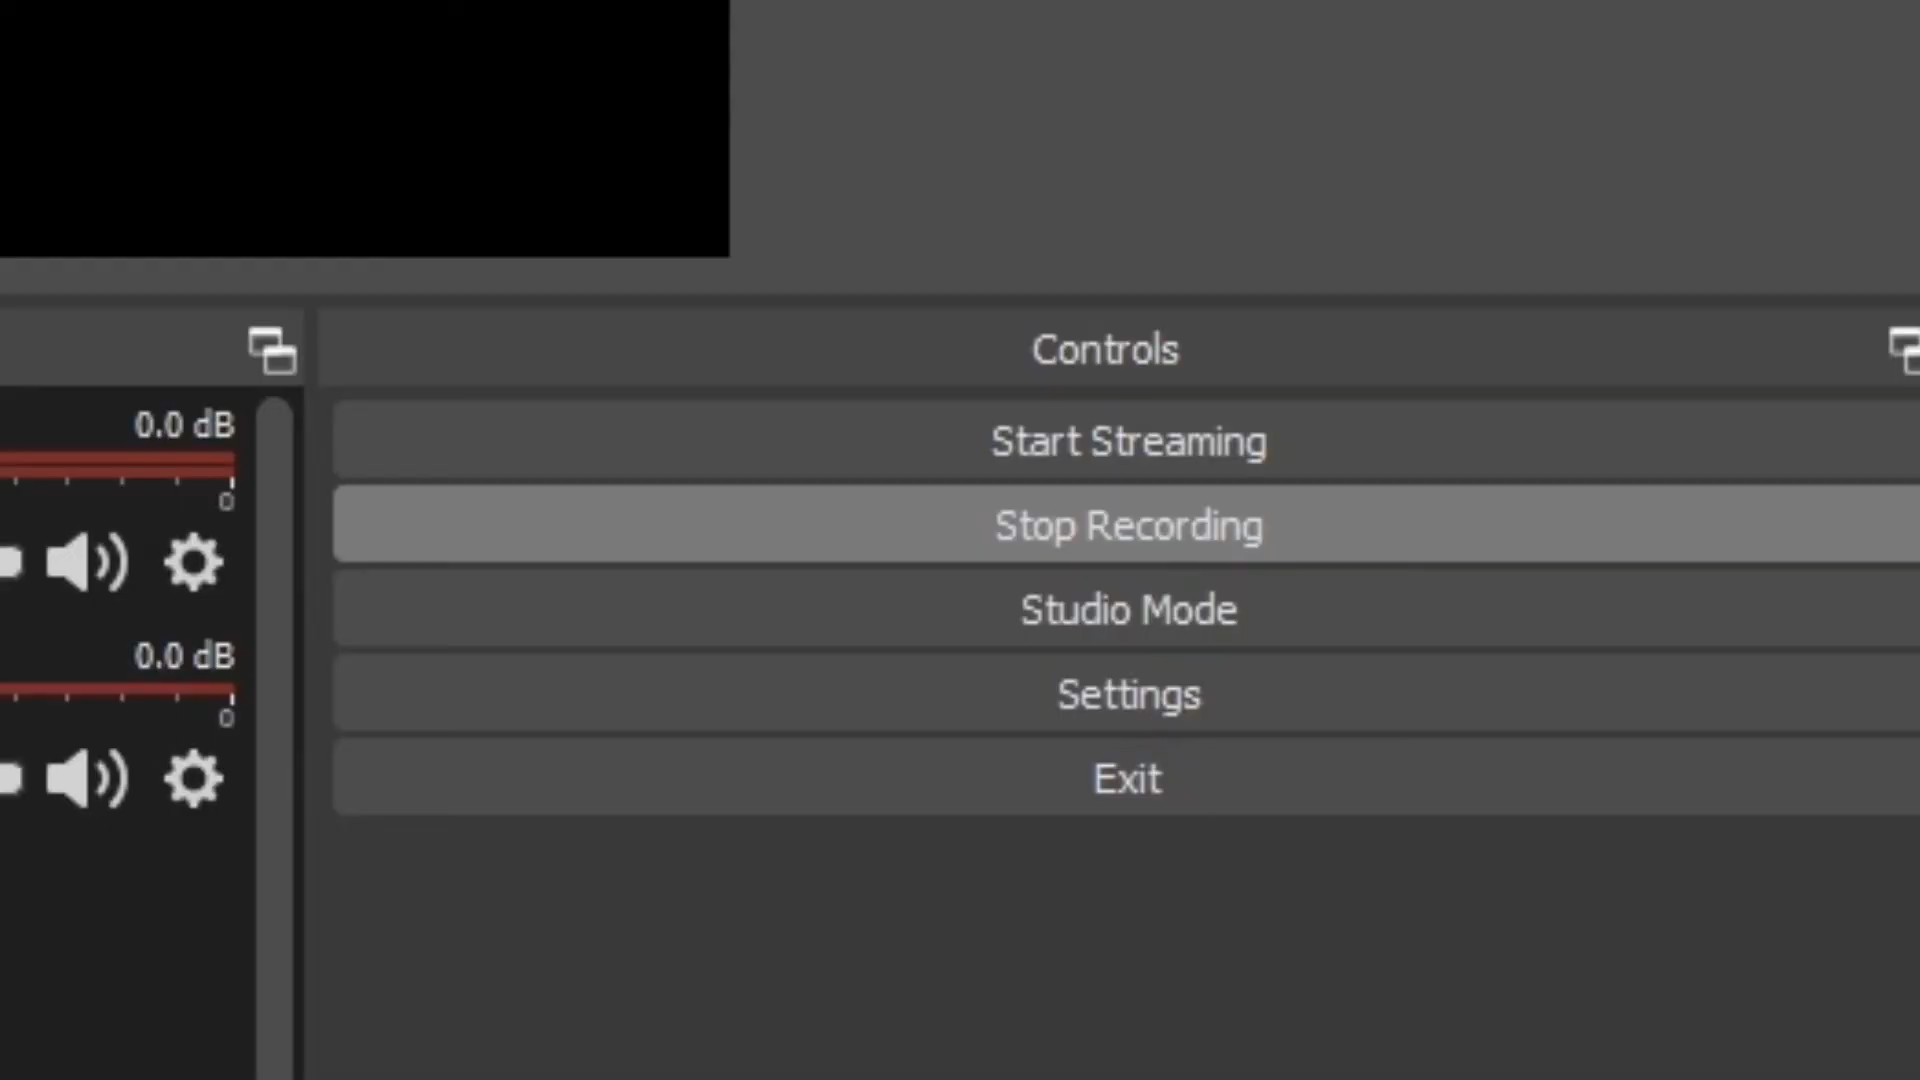 Controls
0.0 dB
0
0.0 dB
0
Start Streaming
Stop Recording
Studio Mode
Settings
Exit